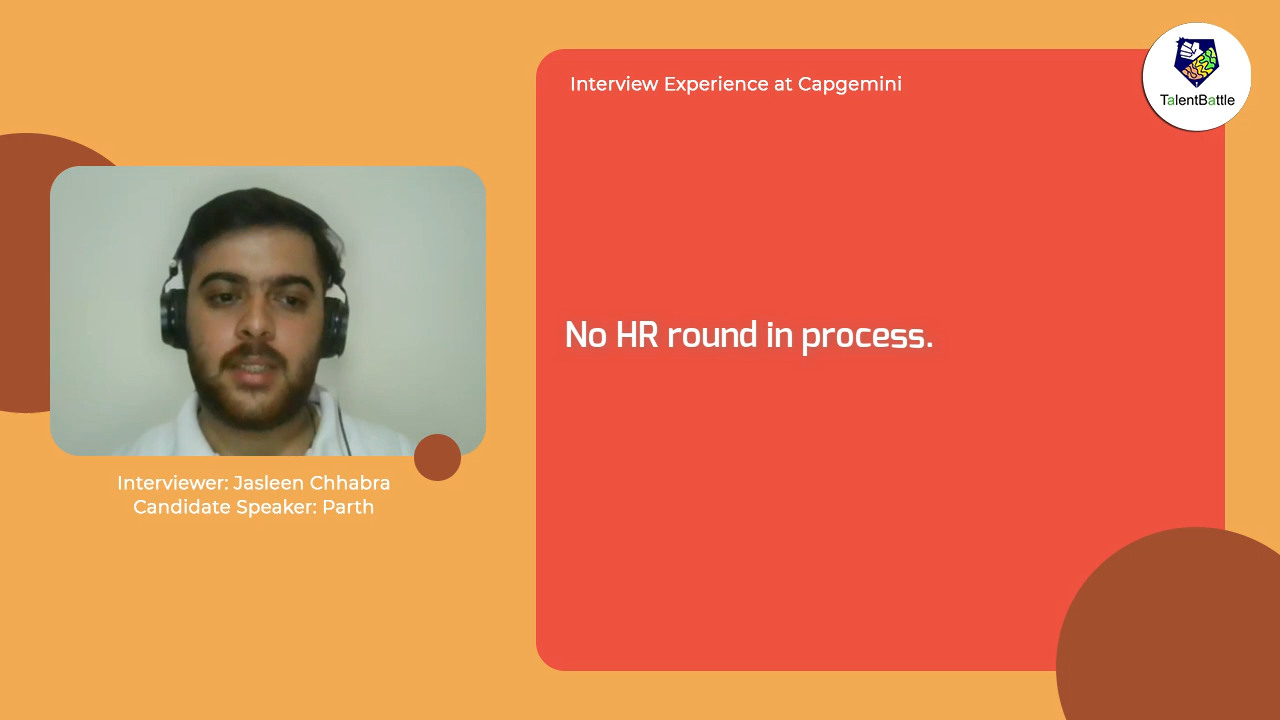 Interview Experience at Capgemini
TalentBattle
No HR round in process.
Interviewer: Jasleen Chhabra
Candidate Speaker: Parth